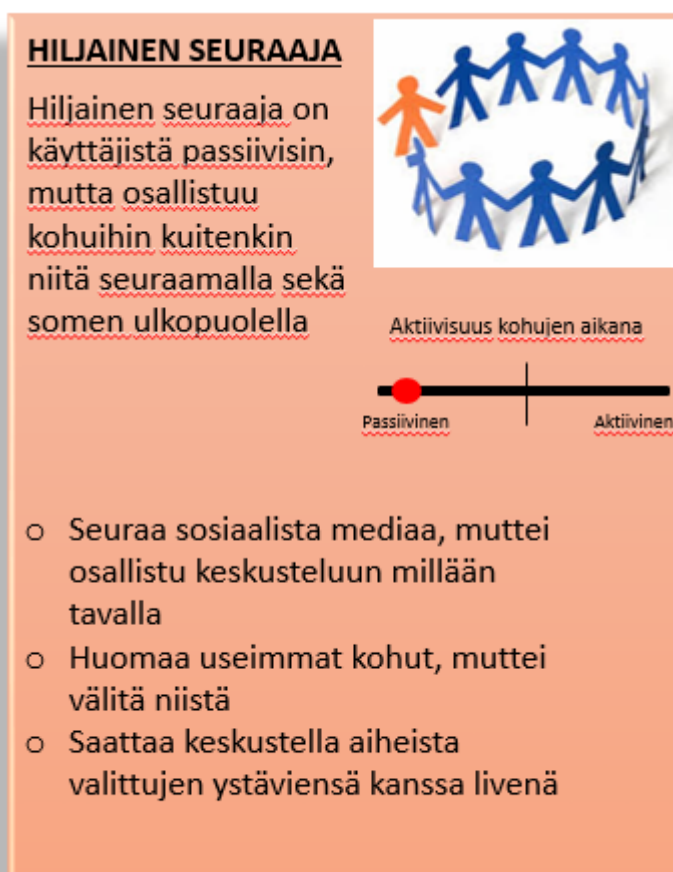 HILJAINEN SEURAAJA
Hiljainen seuraaja on
käyttäjistä passiivisin,
mutta osallistuu
kohuihin kuitenkin
niitä seuraamalla sekä
somen ulkopuolella
Aktiivisuus kohujen aikana
Passiivinen
Aktiivinen
o Seuraa sosiaalista mediaa, muttei
osallistu keskusteluun millään
tavalla
o Huomaa useimmat kohut, muttei
välitä niistä
o Saattaa keskustella aiheista
valittujen ystäviensä kanssa livenä